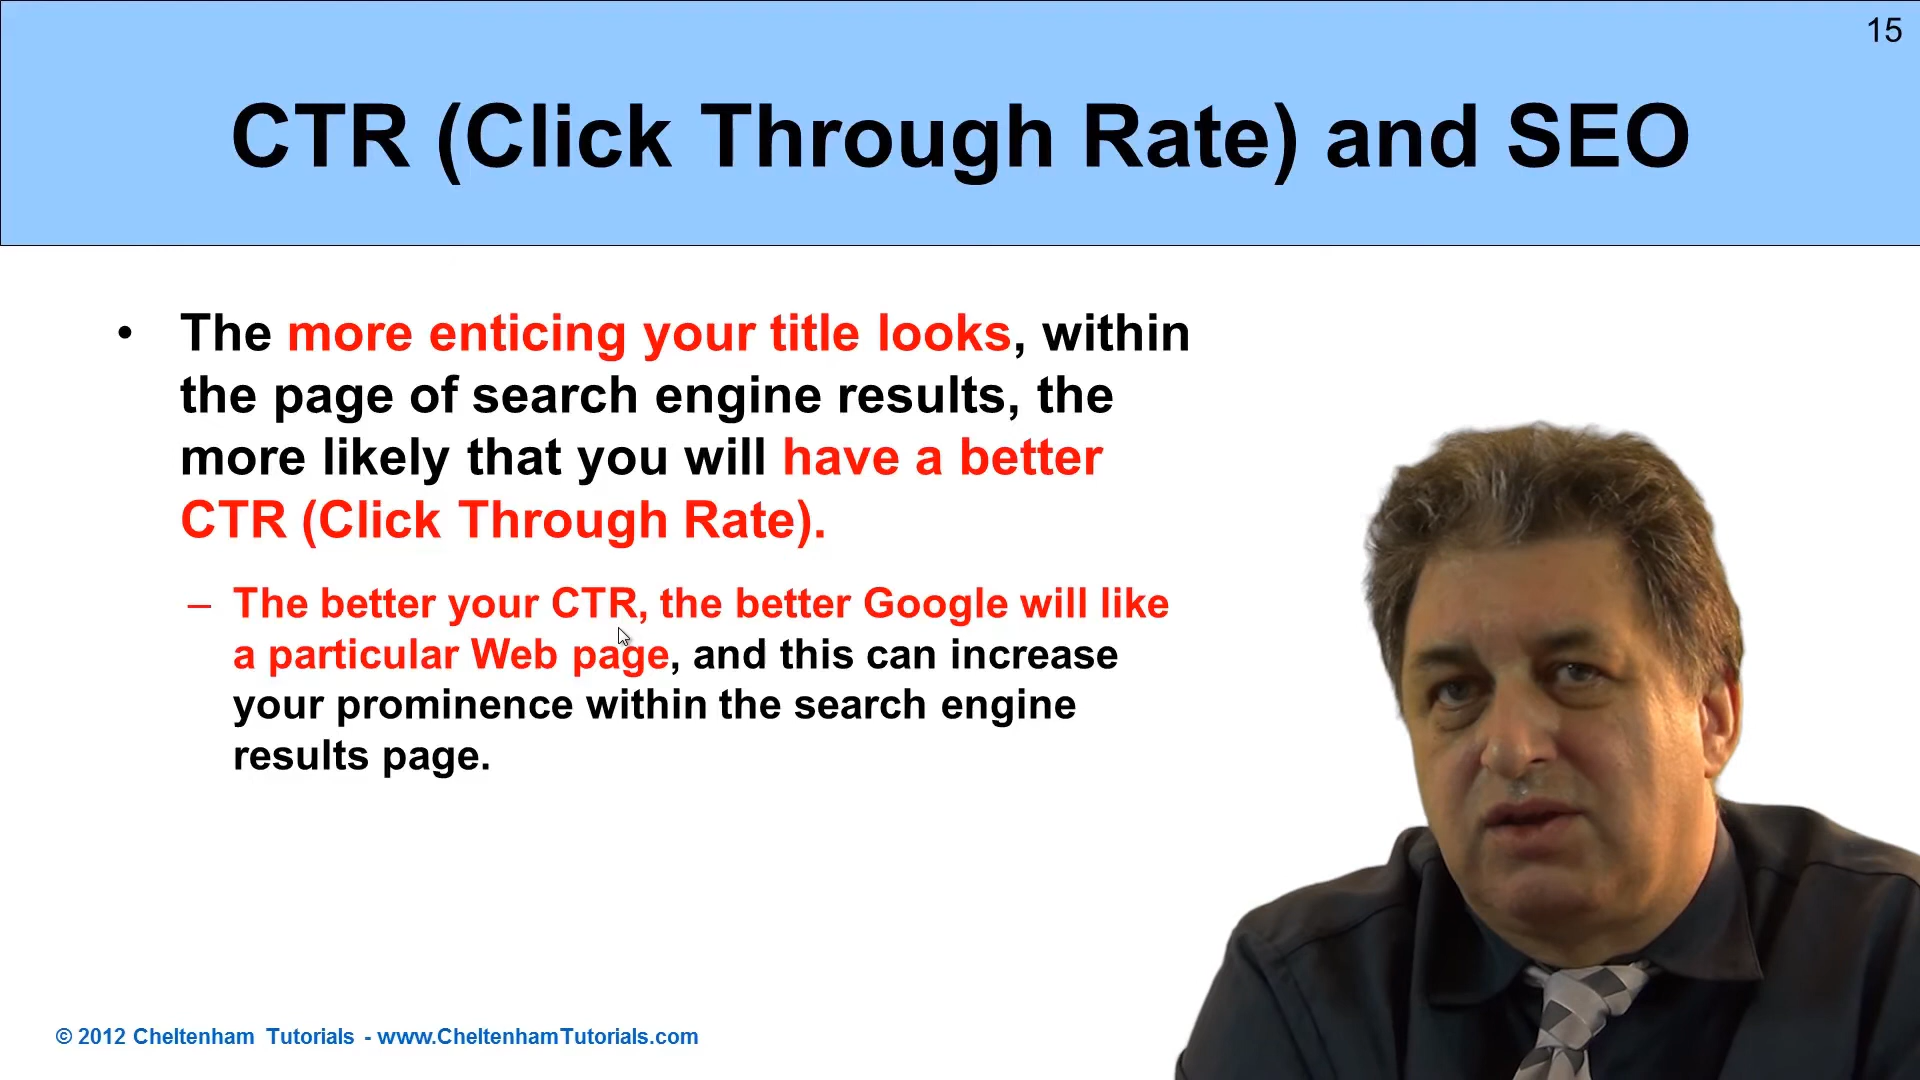 15
CTR (Click Through Rate) and SEO
• The more enticing your title looks, within
the page of search engine results, the
more likely that you will have a better
CTR (Click Through Rate).
– The better your CTR, the better Google will like
a particular Web page, and this can increase
your prominence within the search engine
results page.
© 2012 Cheltenham Tutorials - www.CheltenhamTutorials.com